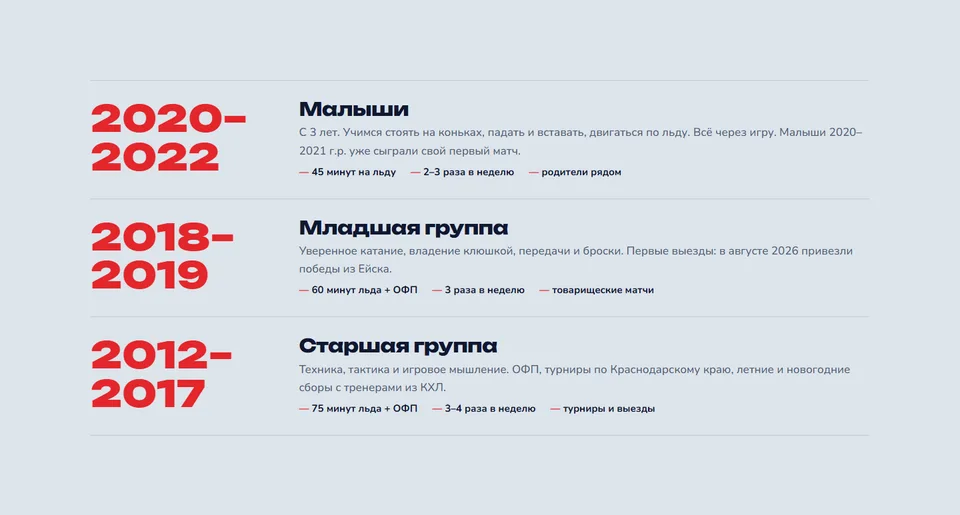 2020–
2022
Малыши
С 3 лет. Учимся стоять на коньках, падать и вставать, двигаться по льду. Всё через игру. Малыши 2020–
2021 г.р. уже сыграли свой первый матч.
— 45 минут на льду — 2–3 раза в неделю — родители рядом
2018–
2019
Младшая группа
Уверенное катание, владение клюшкой, передачи и броски. Первые выезды: в августе 2026 привезли
победы из Ейска.
— 60 минут льда + ОФП — 3 раза в неделю — товарищеские матчи
2012–
2017
Старшая группа
Техника, тактика и игровое мышление. ОФП, турниры по Краснодарскому краю, летние и новогодние
сборы с тренерами из КХЛ.
— 75 минут льда + ОФП — 3–4 раза в неделю — турниры и выезды